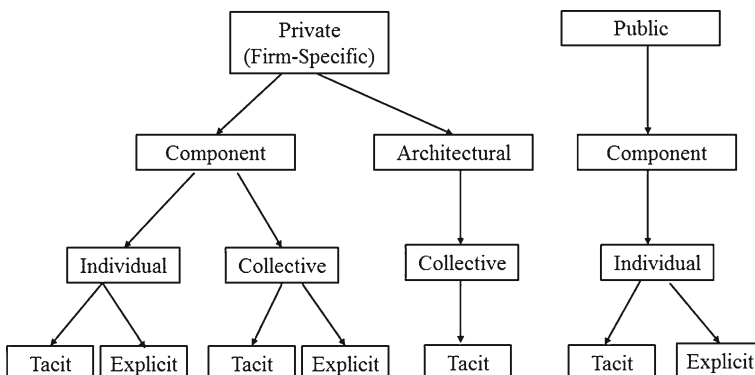 Private
(Firm-Specific)
Public
Component
Architectural
Component
Individual
Collective
Collective
Individual
Tacit
Explicit
Tacit
Explicit
Tacit
Tacit
Explicit